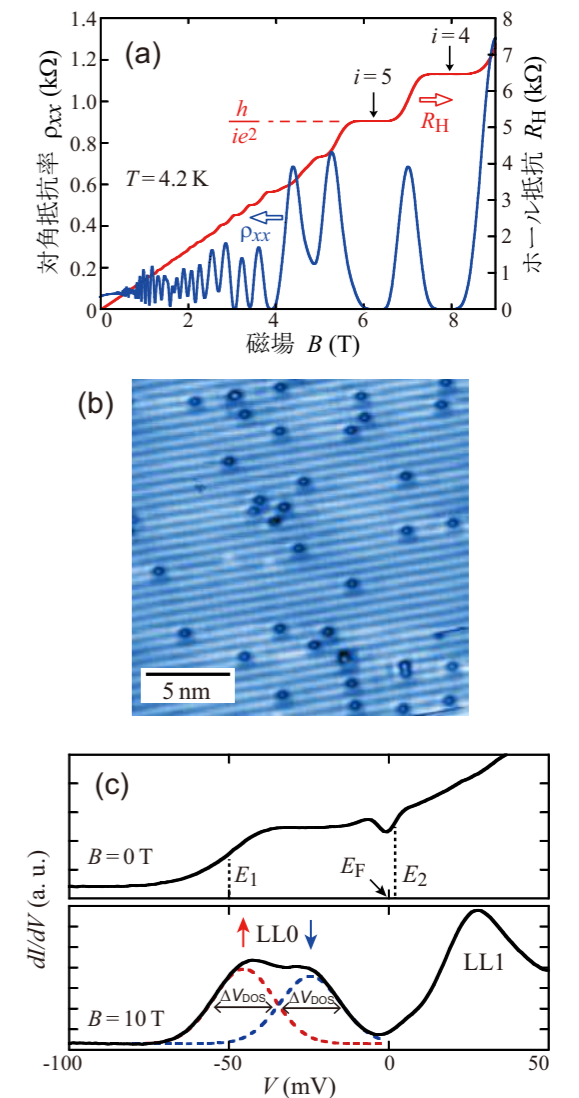 (a)
1.4
1.2
1.0
0.8
0.6
0.4
0.2
0
対角抵抗率 ρxx (kΩ)
8
7
6
5
4
3
2
1
0
ホール抵抗 RH (kΩ)
i = 5
i = 4
h
ie²
RH
T = 4.2 K
ρxx
0 2 4 6 8
磁場 B (T)
(b)
5 nm
(c)
B = 0 T
E1
EF
E2
dI/dV (a. u.)
LL0
LL1
ΔVDOS
ΔVDOS
B = 10 T
-100 -50 0 50
V (mV)